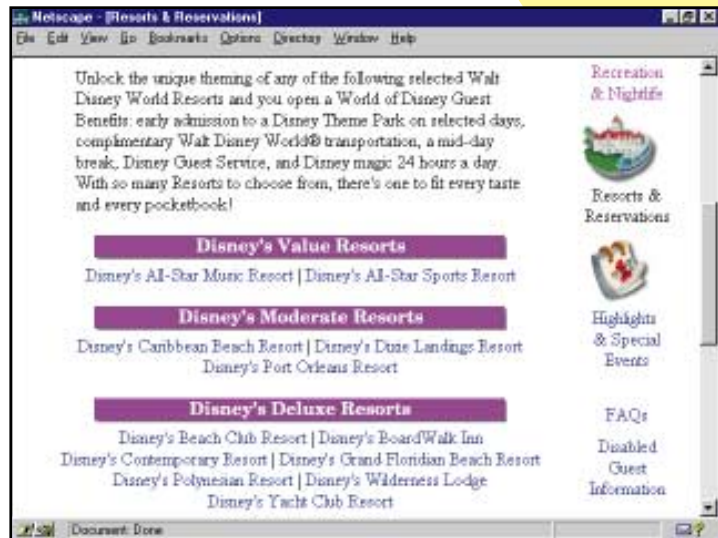 Netscape - [Resorts & Reservations]
File Edit View Go Bookmarks Options Directory Window Help
Unlock the unique theming of any of the following selected Walt
Disney World Resorts and you open a World of Disney Guest
Benefits: early admission to a Disney Theme Park on selected days,
complimentary Walt Disney World® transportation, a mid-day
break, Disney Guest Service, and Disney magic 24 hours a day.
With so many Resorts to choose from, there's one to fit every taste
and every pocketbook!
Disney's Value Resorts
Disney's All-Star Music Resort | Disney's All-Star Sports Resort
Disney's Moderate Resorts
Disney's Caribbean Beach Resort | Disney's Dixie Landings Resort
Disney's Port Orleans Resort
Disney's Deluxe Resorts
Disney's Beach Club Resort | Disney's BoardWalk Inn
Disney's Contemporary Resort | Disney's Grand Floridian Beach Resort
Disney's Polynesian Resort | Disney's Wilderness Lodge
Disney's Yacht Club Resort
Recreation
& Nightlife
Resorts &
Reservations
Highlights
& Special
Events
FAQs
Disabled
Guest
Information
Document: Done